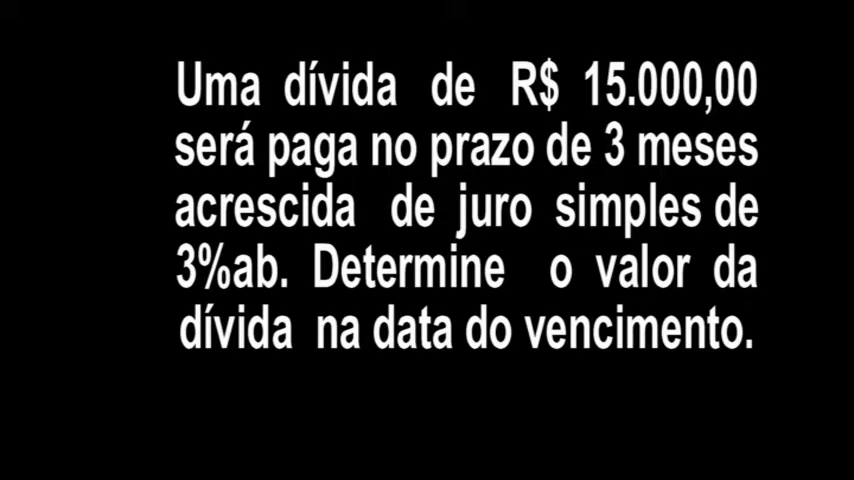 Uma dívida de R$ 15.000,00
será paga no prazo de 3 meses
acrescida de juro simples de
3%ab. Determine o valor da
dívida na data do vencimento.